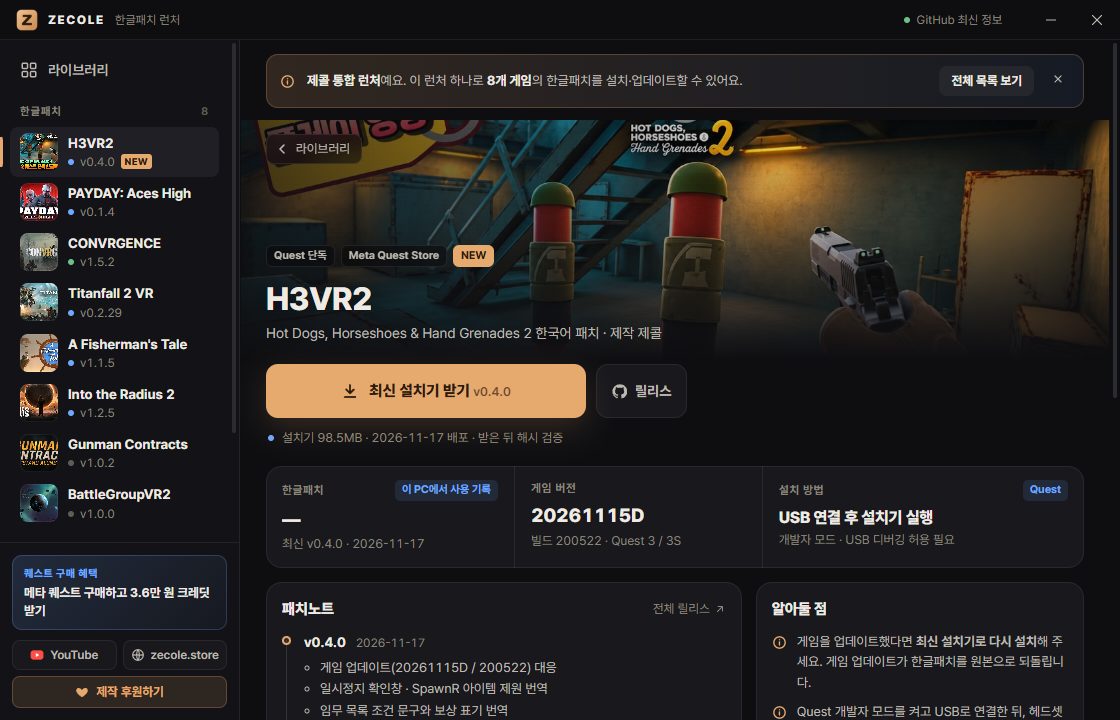 ZECOLE 한글패치 런처
GitHub 최신 정보
라이브러리
한글패치 8
H3VR2
v0.4.0 NEW
PAYDAY: Aces High
v0.1.4
CONVRGENCE
v1.5.2
Titanfall 2 VR
v0.2.29
A Fisherman's Tale
v1.1.5
Into the Radius 2
v1.2.5
Gunman Contracts
v1.0.2
BattleGroupVR2
v1.0.0
퀘스트 구매 혜택
메타 퀘스트 구매하고 3.6만 원 크레딧
받기
YouTube
zecole.store
제작 후원하기
제콜 통합 런처예요. 이 런처 하나로 8개 게임의 한글패치를 설치·업데이트할 수 있어요.
전체 목록 보기
라이브러리
HOT DOGS,
HORSESHOES &
Hand Grenades 2
Quest 단독
Meta Quest Store
NEW
H3VR2
Hot Dogs, Horseshoes & Hand Grenades 2 한국어 패치 · 제작 제콜
최신 설치기 받기 v0.4.0
릴리스
설치기 98.5MB · 2026-11-17 배포 · 받은 뒤 해시 검증
한글패치
이 PC에서 사용 기록
—
최신 v0.4.0 · 2026-11-17
게임 버전
20261115D
빌드 200522 · Quest 3 / 3S
설치 방법
Quest
USB 연결 후 설치기 실행
개발자 모드 · USB 디버깅 허용 필요
패치노트
전체 릴리스
v0.4.0 2026-11-17
게임 업데이트(20261115D / 200522) 대응
일시정지 확인창 · SpawnR 아이템 제원 번역
임무 목록 조건 문구와 보상 표기 번역
알아둘 점
게임을 업데이트했다면 최신 설치기로 다시 설치해 주
세요. 게임 업데이트가 한글패치를 원본으로 되돌립니
다.
Quest 개발자 모드를 켜고 USB로 연결한 뒤, 헤드셋